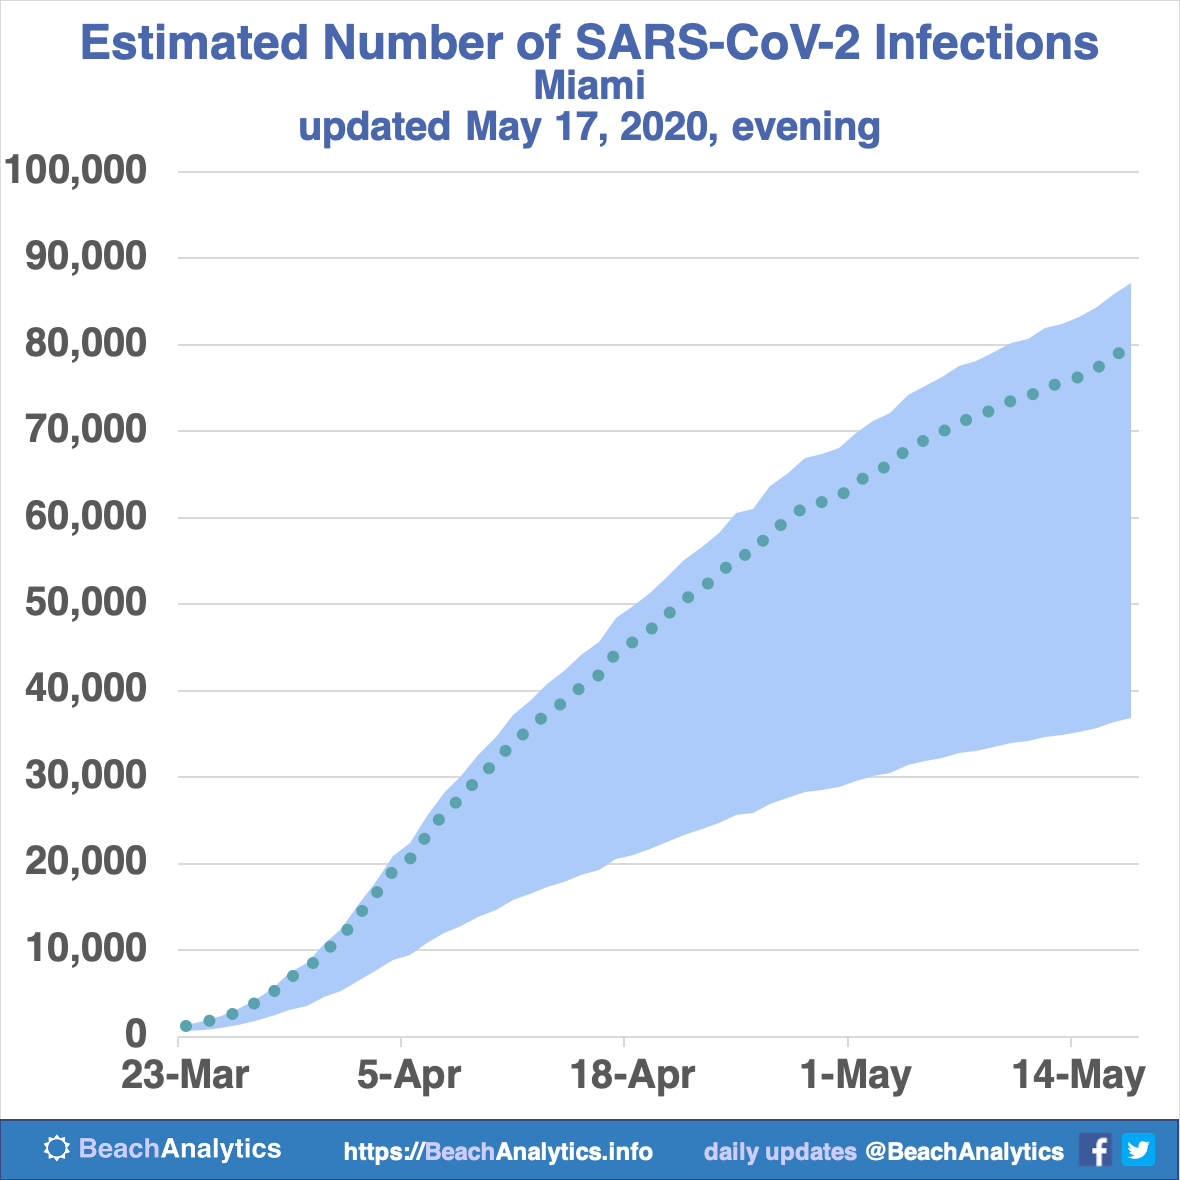 Estimated Number of SARS-CoV-2 Infections
Miami
updated May 17, 2020, evening
100,000
90,000
80,000
70,000
60,000
50,000
40,000
30,000
20,000
10,000
0
23-Mar 5-Apr 18-Apr 1-May 14-May
BeachAnalytics https://BeachAnalytics.info daily updates @BeachAnalytics f